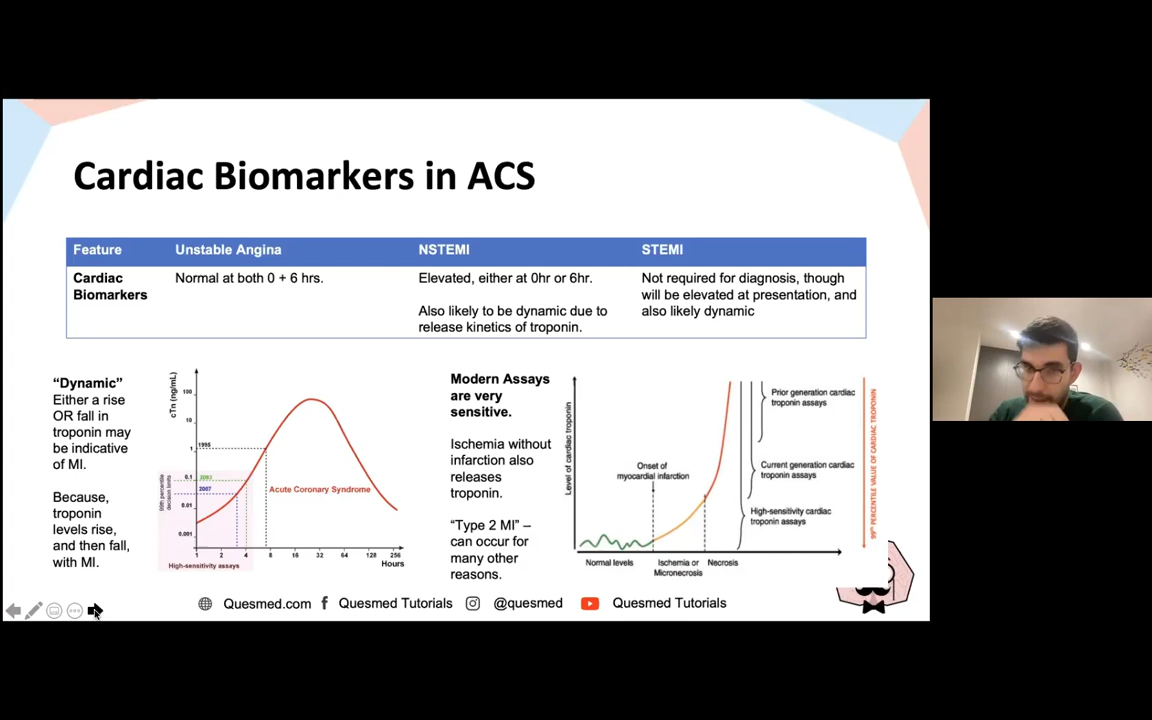 Cardiac Biomarkers in ACS
Feature Unstable Angina NSTEMI STEMI
Cardiac
Biomarkers
Normal at both 0 + 6 hrs.
Elevated, either at 0hr or 6hr.
Also likely to be dynamic due to
release kinetics of troponin.
Not required for diagnosis, though
will be elevated at presentation, and
also likely dynamic
“Dynamic”
Either a rise
OR fall in
troponin may
be indicative
of MI.
Because,
troponin
levels rise,
and then fall,
with MI.
cTn (ng/mL)
100
10
1
0.1
0.01
0.001
99th percentile
decision limits
1995
2003
2007
Acute Coronary Syndrome
1 2 4 8 16 32 64 128 256
Hours
High-sensitivity assays
Modern Assays
are very
sensitive.
Ischemia without
infarction also
releases
troponin.
“Type 2 MI” –
can occur for
many other
reasons.
Level of cardiac troponin
Onset of
myocardial infarction
Prior generation cardiac
troponin assays
Current generation cardiac
troponin assays
High-sensitivity cardiac
troponin assays
99th PERCENTILE VALUE OF CARDIAC TROPONIN
Normal levels
Ischemia or
Micronecrosis
Necrosis
Quesmed.com
Quesmed Tutorials
@quesmed
Quesmed Tutorials